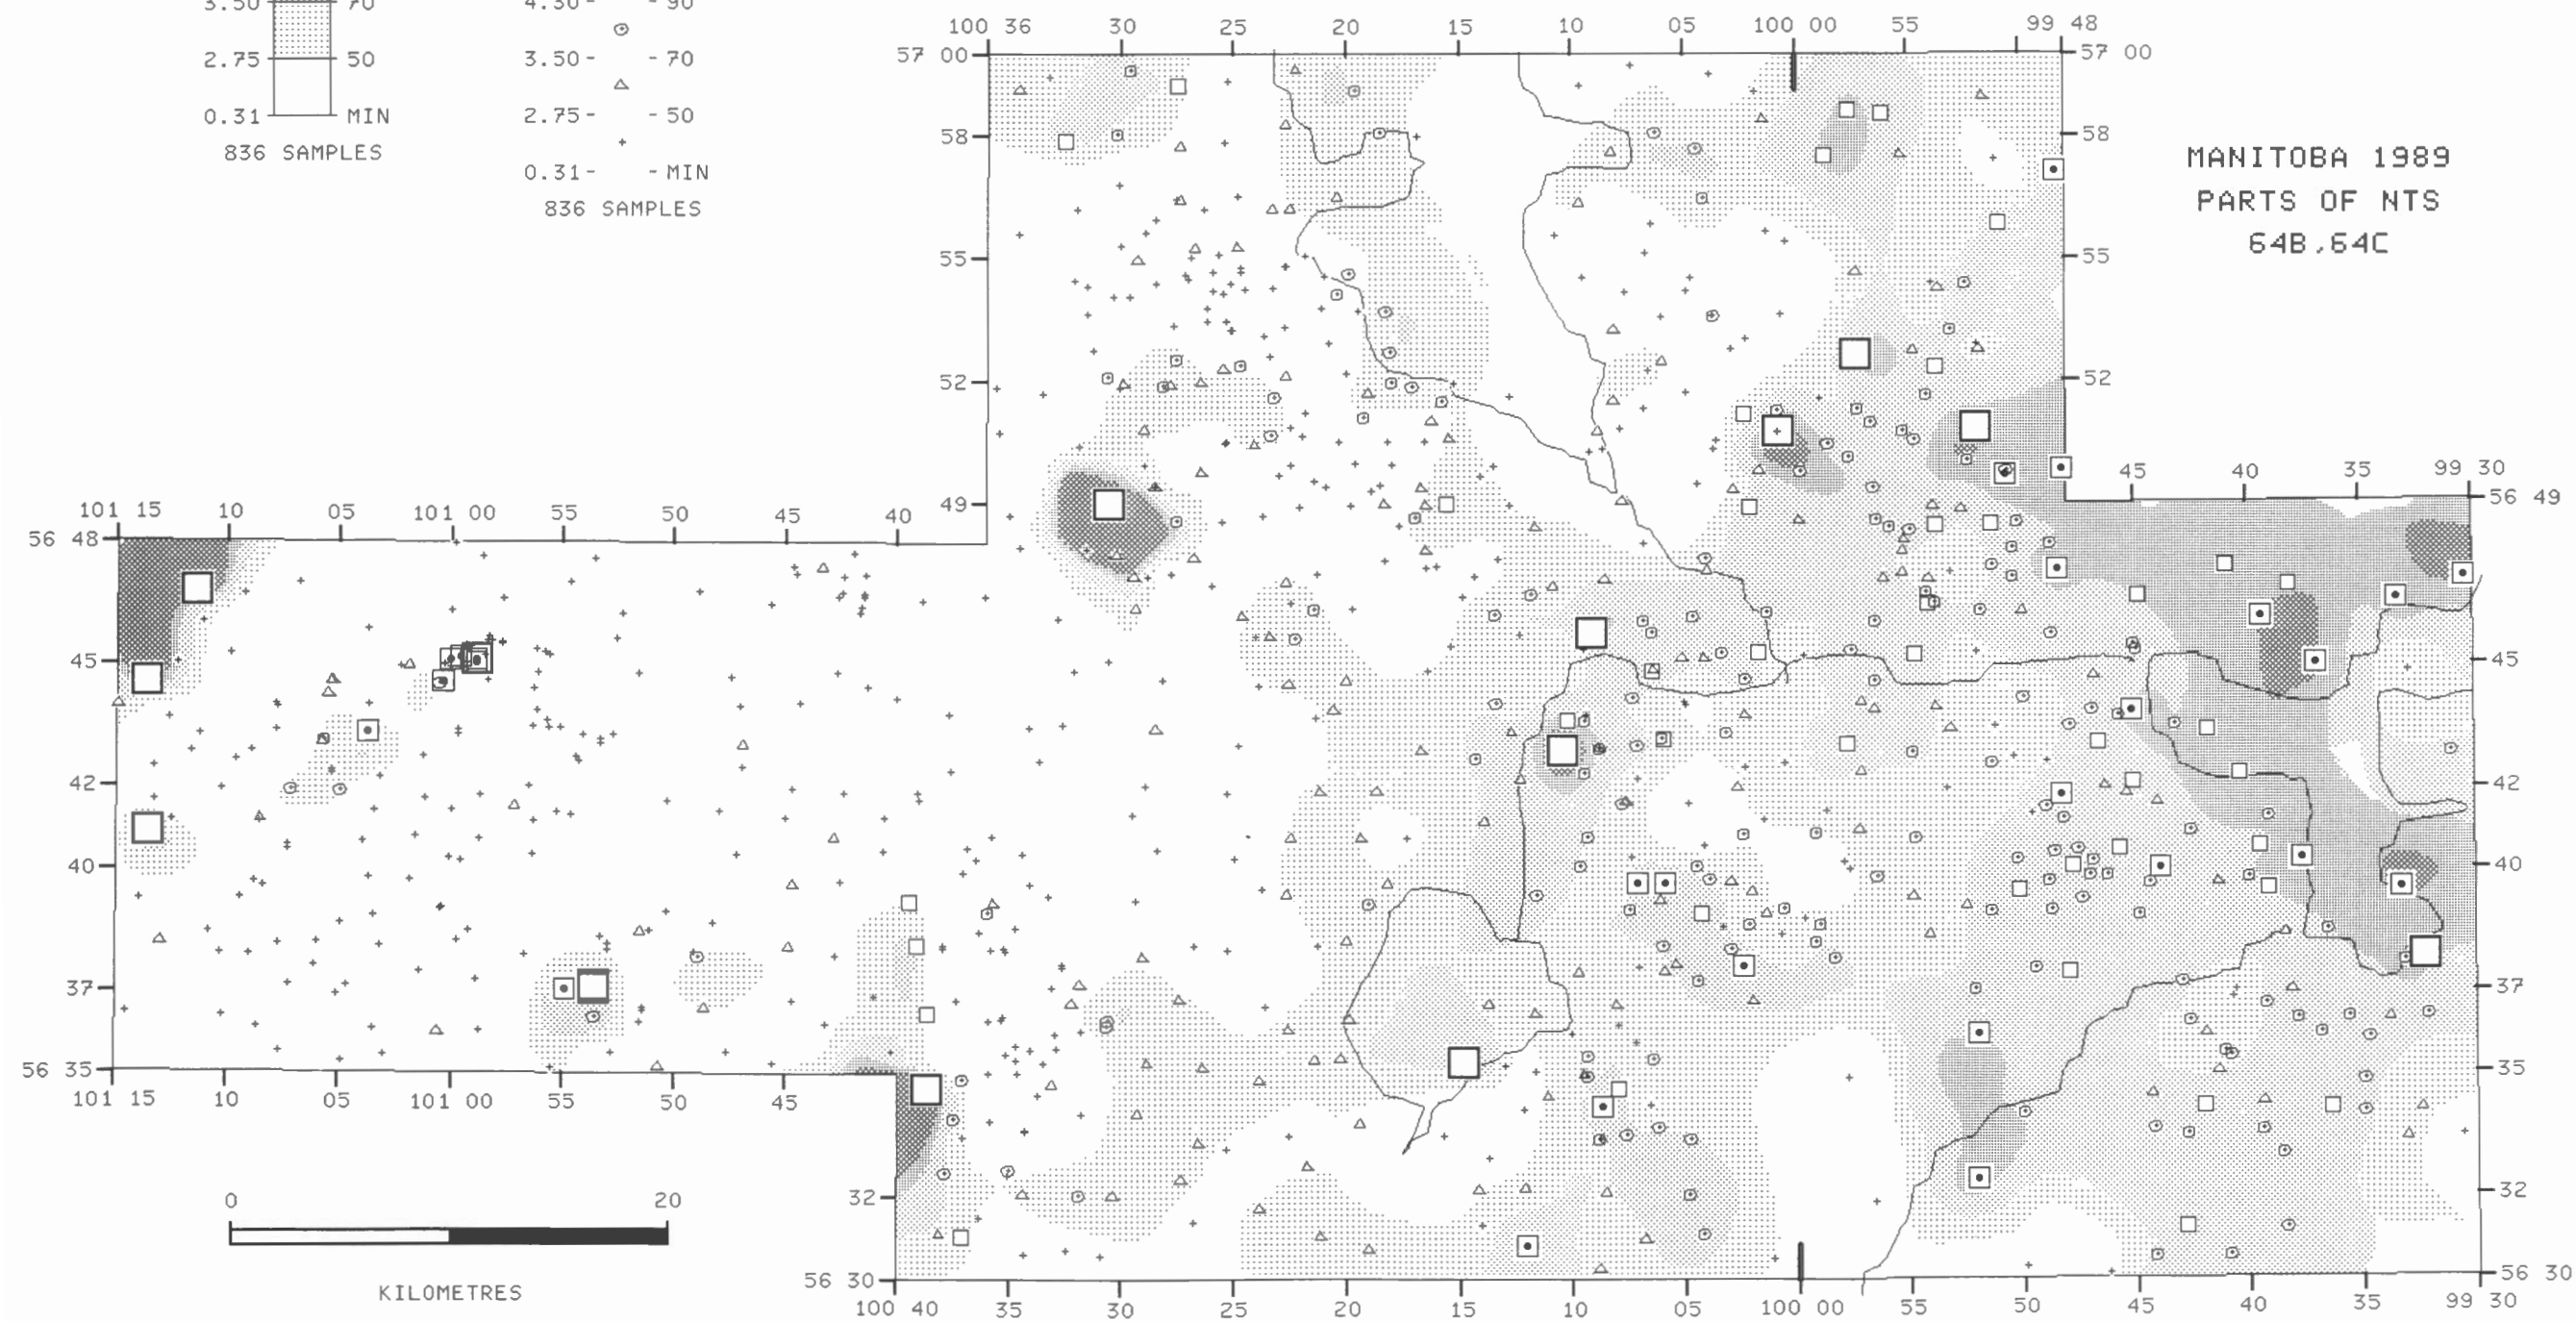 3.50 70
2.75 50
0.31 MIN
836 SAMPLES
4.30- -90
3.50- -70
2.75- -50
0.31- -MIN
836 SAMPLES
100 36 30 25 20 15 10 05 100 00 55 99 48
57 00 57 00
58 58
MANITOBA 1989
PARTS OF NTS
64B,64C
55 55
52 52
45 40 35 99 30
49 56 49
101 15 10 05 101 00 55 50 45 40
56 48
45 45
42 42
40 40
37 37
56 35 35
101 15 10 05 101 00 55 50 45
32 32
0 20
KILOMETRES
56 30 56 30
100 40 35 30 25 20 15 10 05 100 00 55 50 45 40 35 99 30